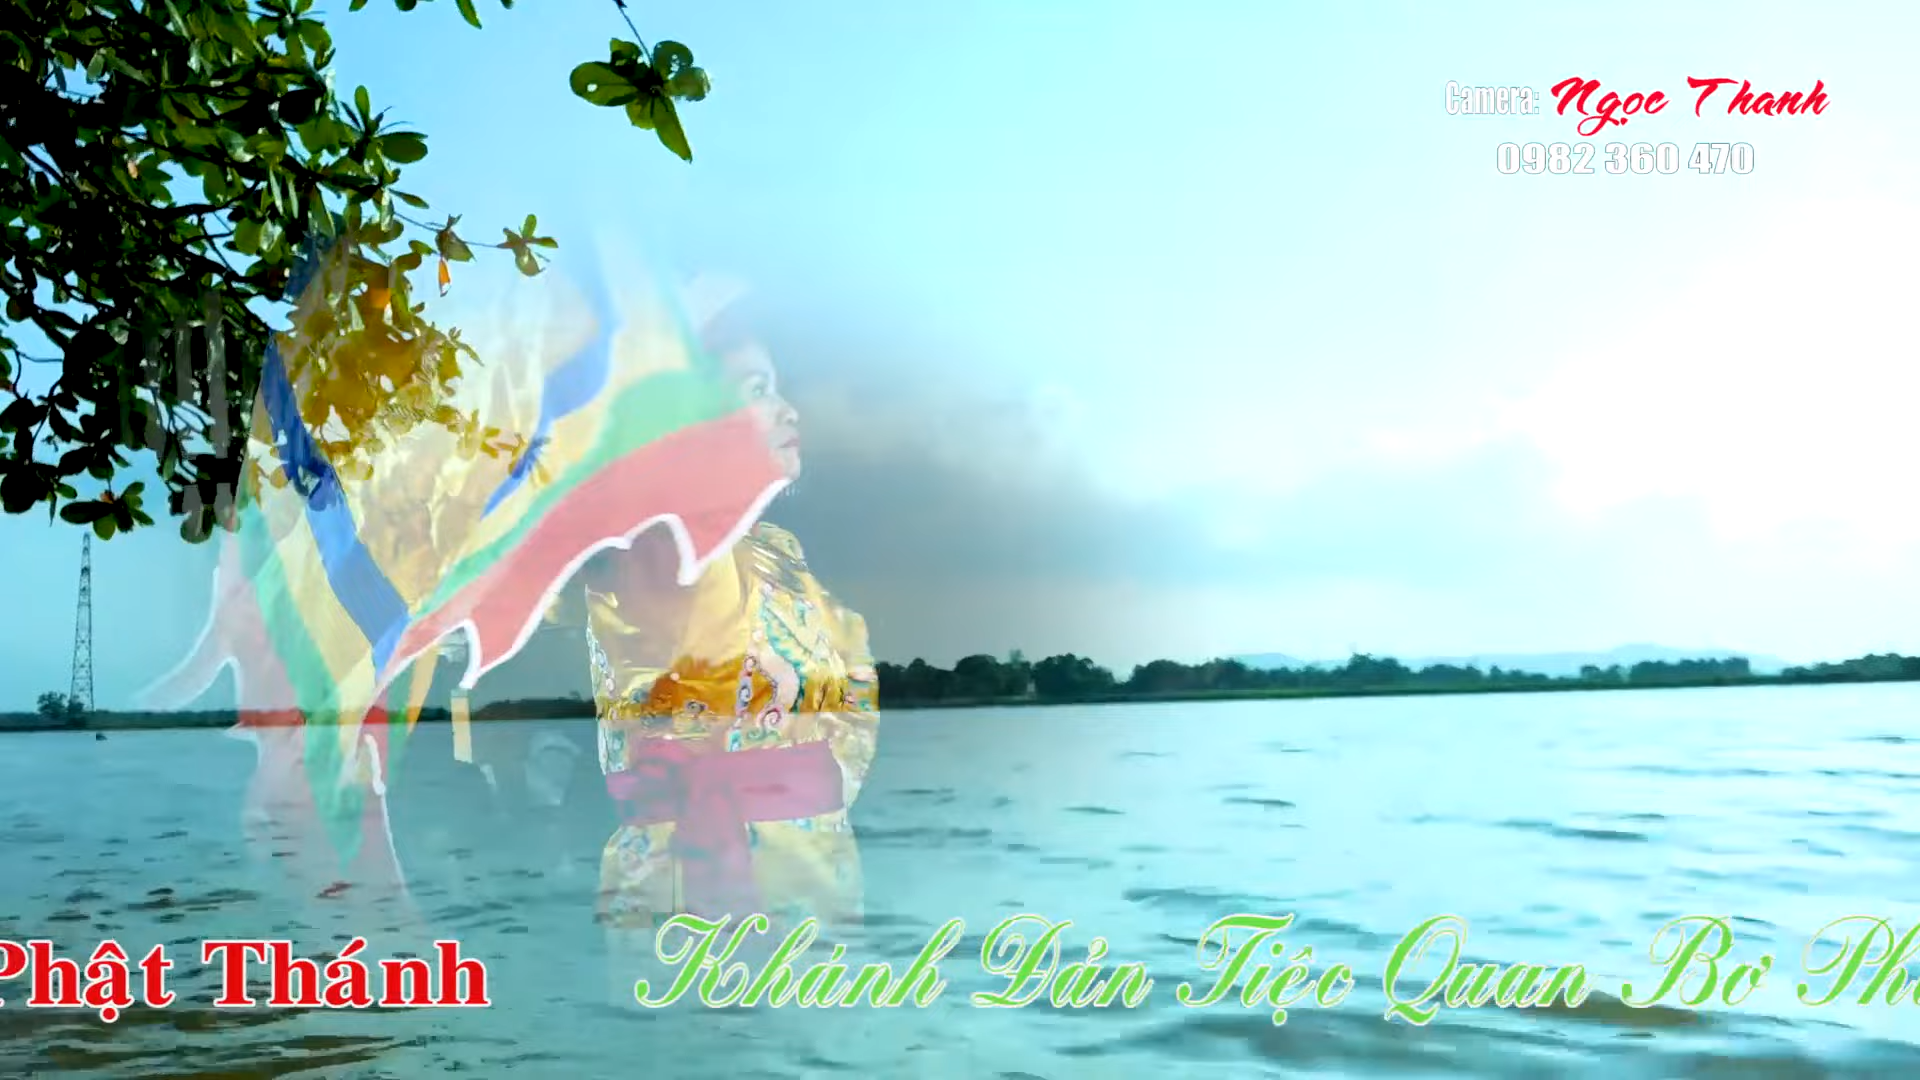 Camera: Ngọc Thanh
0982 360 470
Phật Thánh Khánh Đản Tiệc Quan Bơ